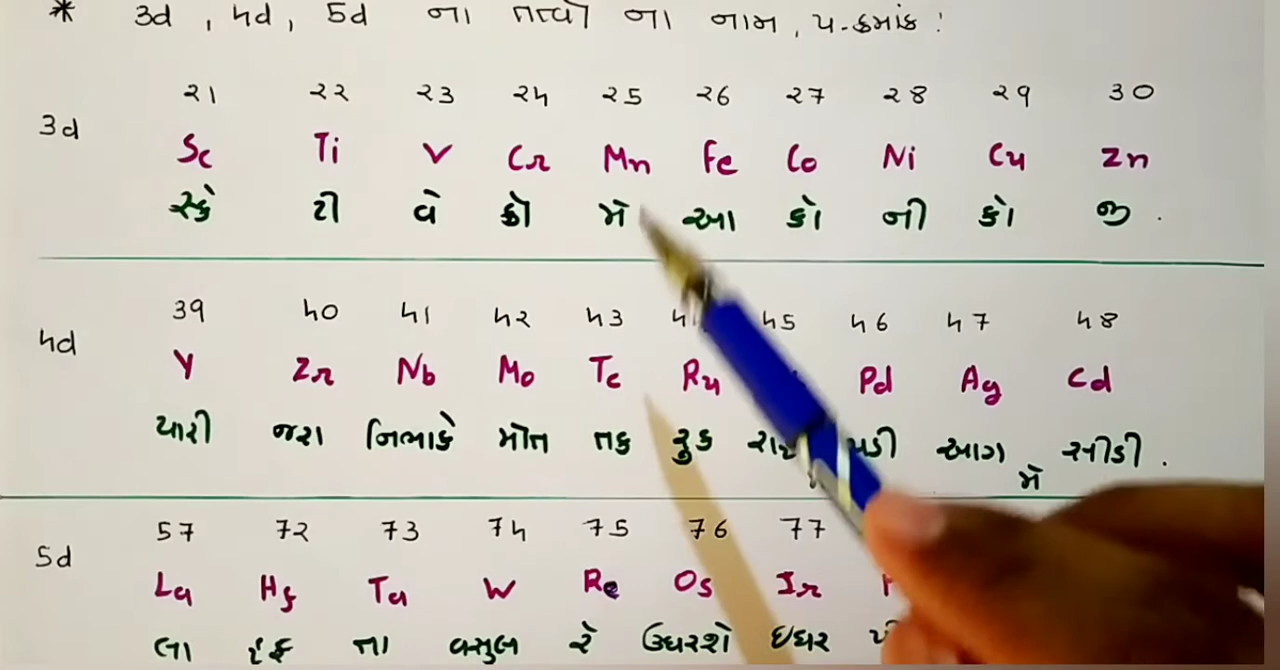 * 3d , 4d, 5d ના તત્વો ના નામ, પ.ક્રમાંક :
21 22 23 24 25 26 27 28 29 30
3d
Sc Ti V Cr Mn Fe Co Ni Cu Zn
સ્કે ટી વે ક્રો મે આ કો ની કો જી .
39 40 41 42 43 45 46 47 48
4d
Y Zr Nb Mo Tc Ru Pd Ag Cd
યારી જરા નિભાકે મોત તક રુક પડી આગ મે સીડી .
57 72 73 74 75 76 77
5d
La Hf Ta W Re Os Ir
લા હફ તા વસુલ રે ઉધરશે ઇધર